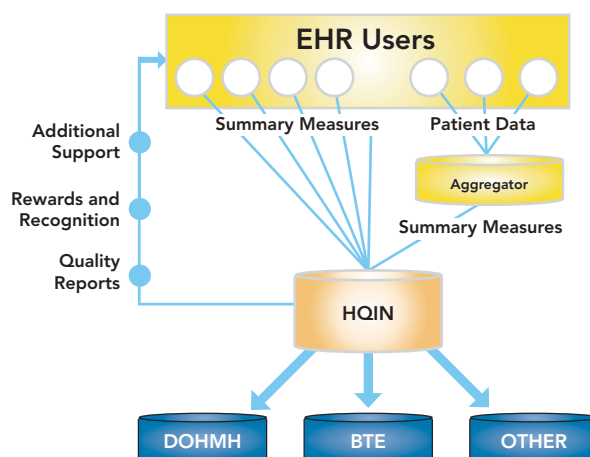 EHR Users
Summary Measures
Patient Data
Additional
Support
Aggregator
Rewards and
Recognition
Summary Measures
Quality
Reports
HQIN
DOHMH
BTE
OTHER